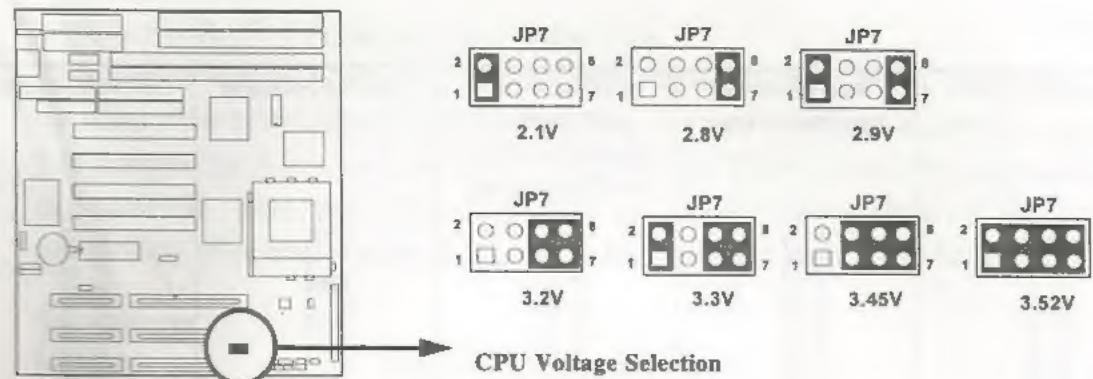 JP7 JP7 JP7
2 8 2 8 2 8
1 7 1 7 1 7
2.1V 2.8V 2.9V
JP7 JP7 JP7 JP7
2 8 2 8 2 8 2 8
1 7 1 7 1 7 1 7
3.2V 3.3V 3.45V 3.52V
CPU Voltage Selection